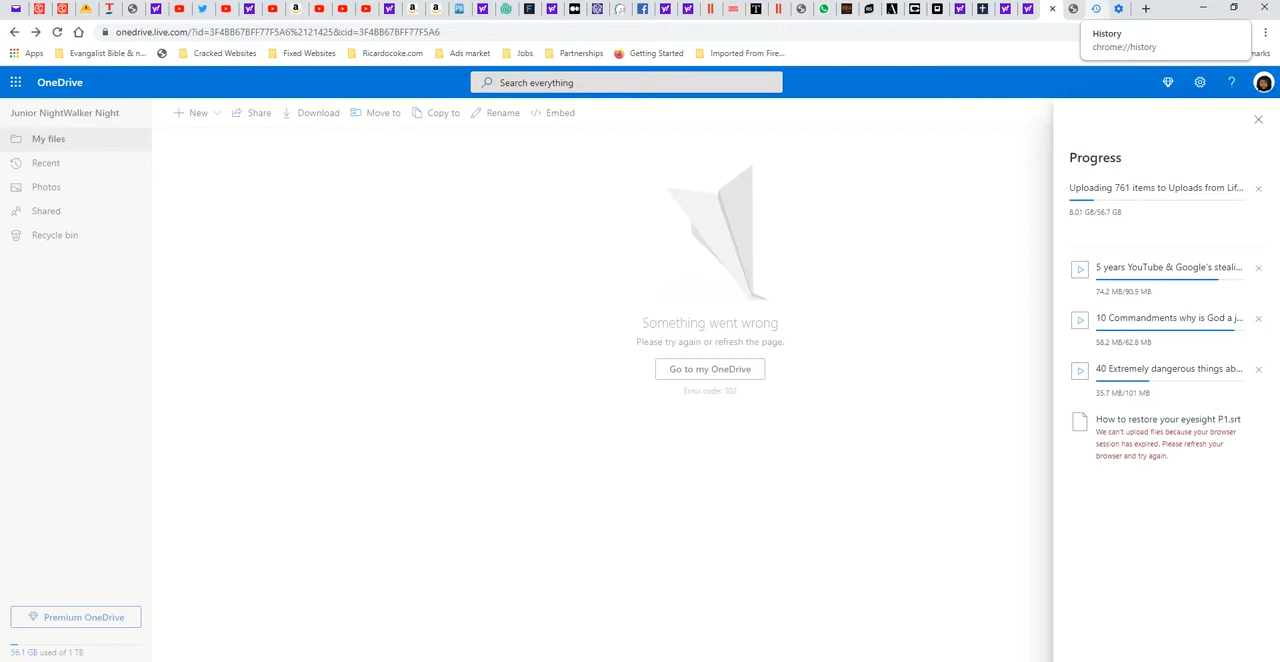 History
chrome://history
onedrive.live.com/?id=3F4BB67BFF77F5A6%2121425&cid=3F4BB67BFF77F5A6
Apps
Evangalist Bible & n...
Cracked Websites
Fixed Websites
Ricardocoke.com
Ads market
Jobs
Partnerships
Getting Started
Imported From Fire...
marks
OneDrive
Search everything
?
Junior NightWalker Night
New
Share
Download
Move to
Copy to
Rename
Embed
My files
Recent
Photos
Shared
Recycle bin
Something went wrong
Please try again or refresh the page.
Go to my OneDrive
Error code: 102
Progress
Uploading 761 items to Uploads from Lif...
8.01 GB/56.7 GB
5 years YouTube & Google's steali...
74.2 MB/90.5 MB
10 Commandments why is God a j...
58.2 MB/62.8 MB
40 Extremely dangerous things ab...
35.7 MB/101 MB
How to restore your eyesight P1.srt
We can't upload files because your browser
session has expired. Please refresh your
browser and try again.
Premium OneDrive
56.1 GB used of 1 TB